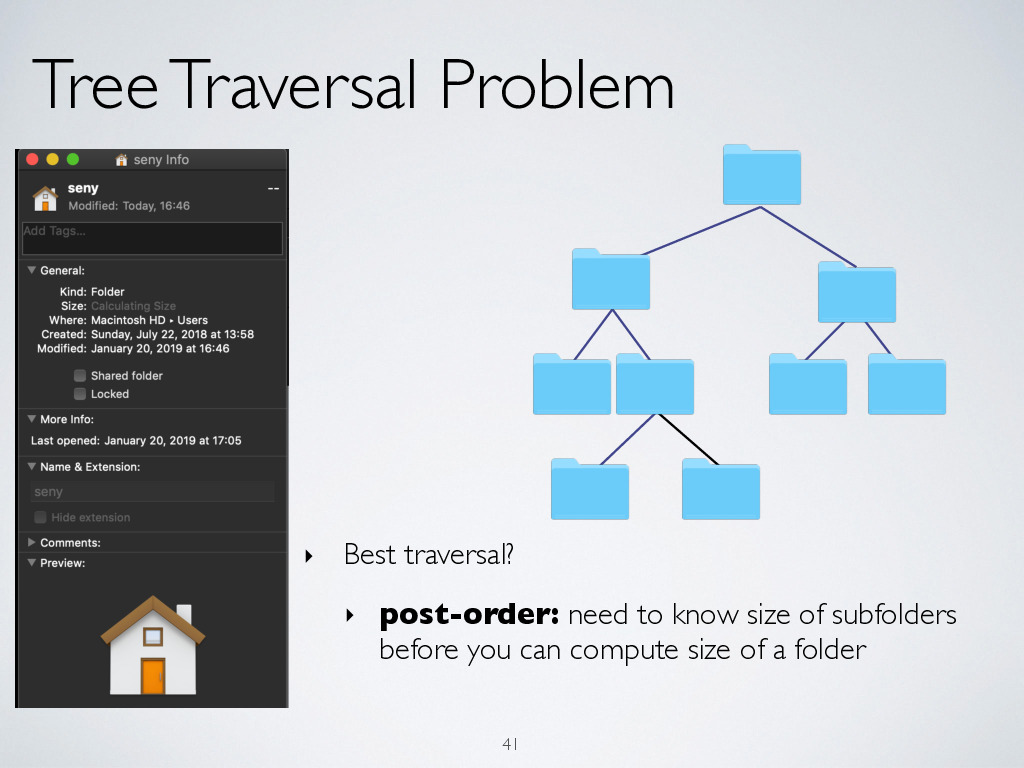 Tree Traversal Problem
seny Info
seny
--
Modified: Today, 16:46
Add Tags...
General:
Kind: Folder
Size: Calculating Size
Where: Macintosh HD ▸ Users
Created: Sunday, July 22, 2018 at 13:58
Modified: January 20, 2019 at 16:46
Shared folder
Locked
More Info:
Last opened: January 20, 2019 at 17:05
Name & Extension:
seny
Hide extension
Comments:
Preview:
Best traversal?
post-order: need to know size of subfolders
before you can compute size of a folder
41